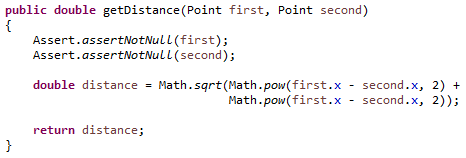 public double getDistance(Point first, Point second)
{
    Assert.assertNotNull(first);
    Assert.assertNotNull(second);

    double distance = Math.sqrt(Math.pow(first.x - second.x, 2) +
                                Math.pow(first.x - second.x, 2));

    return distance;
}